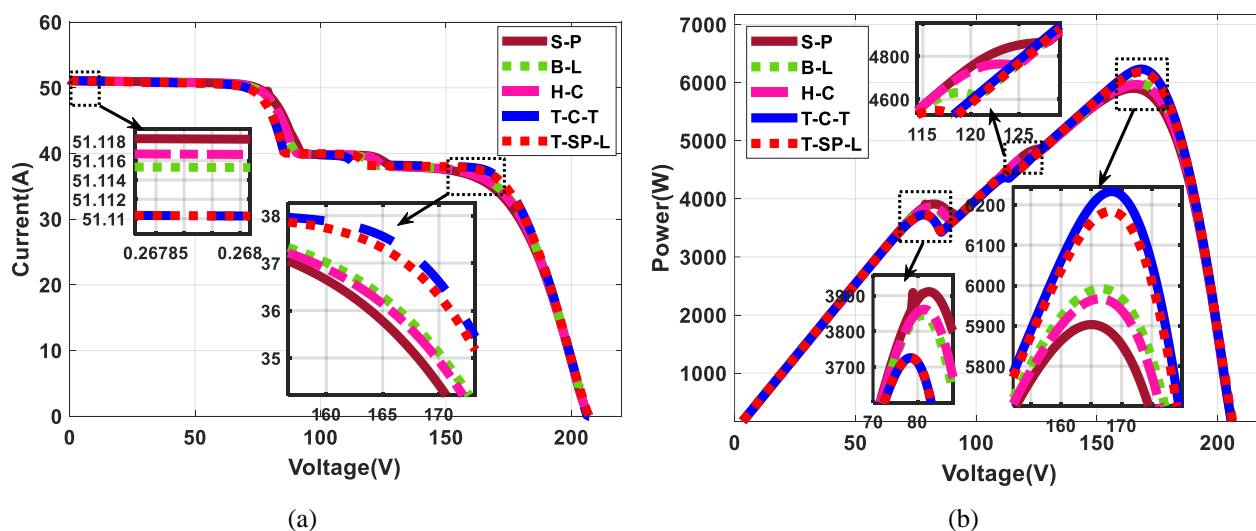 60
50
40
30
20
10
0
Current(A)
S-P
B-L
H-C
T-C-T
T-SP-L
51.118
51.116
51.114
51.112
51.11
0.26785 0.268
38
37
36
35
160 165 170
0 50 100 150 200
Voltage(V)
(a)
7000
6000
5000
4000
3000
2000
1000
Power(W)
S-P
B-L
H-C
T-C-T
T-SP-L
4800
4600
115 120 125
3900
3800
3700
70 80
6200
6100
6000
5900
5800
160 170
0 50 100 150 200
Voltage(V)
(b)